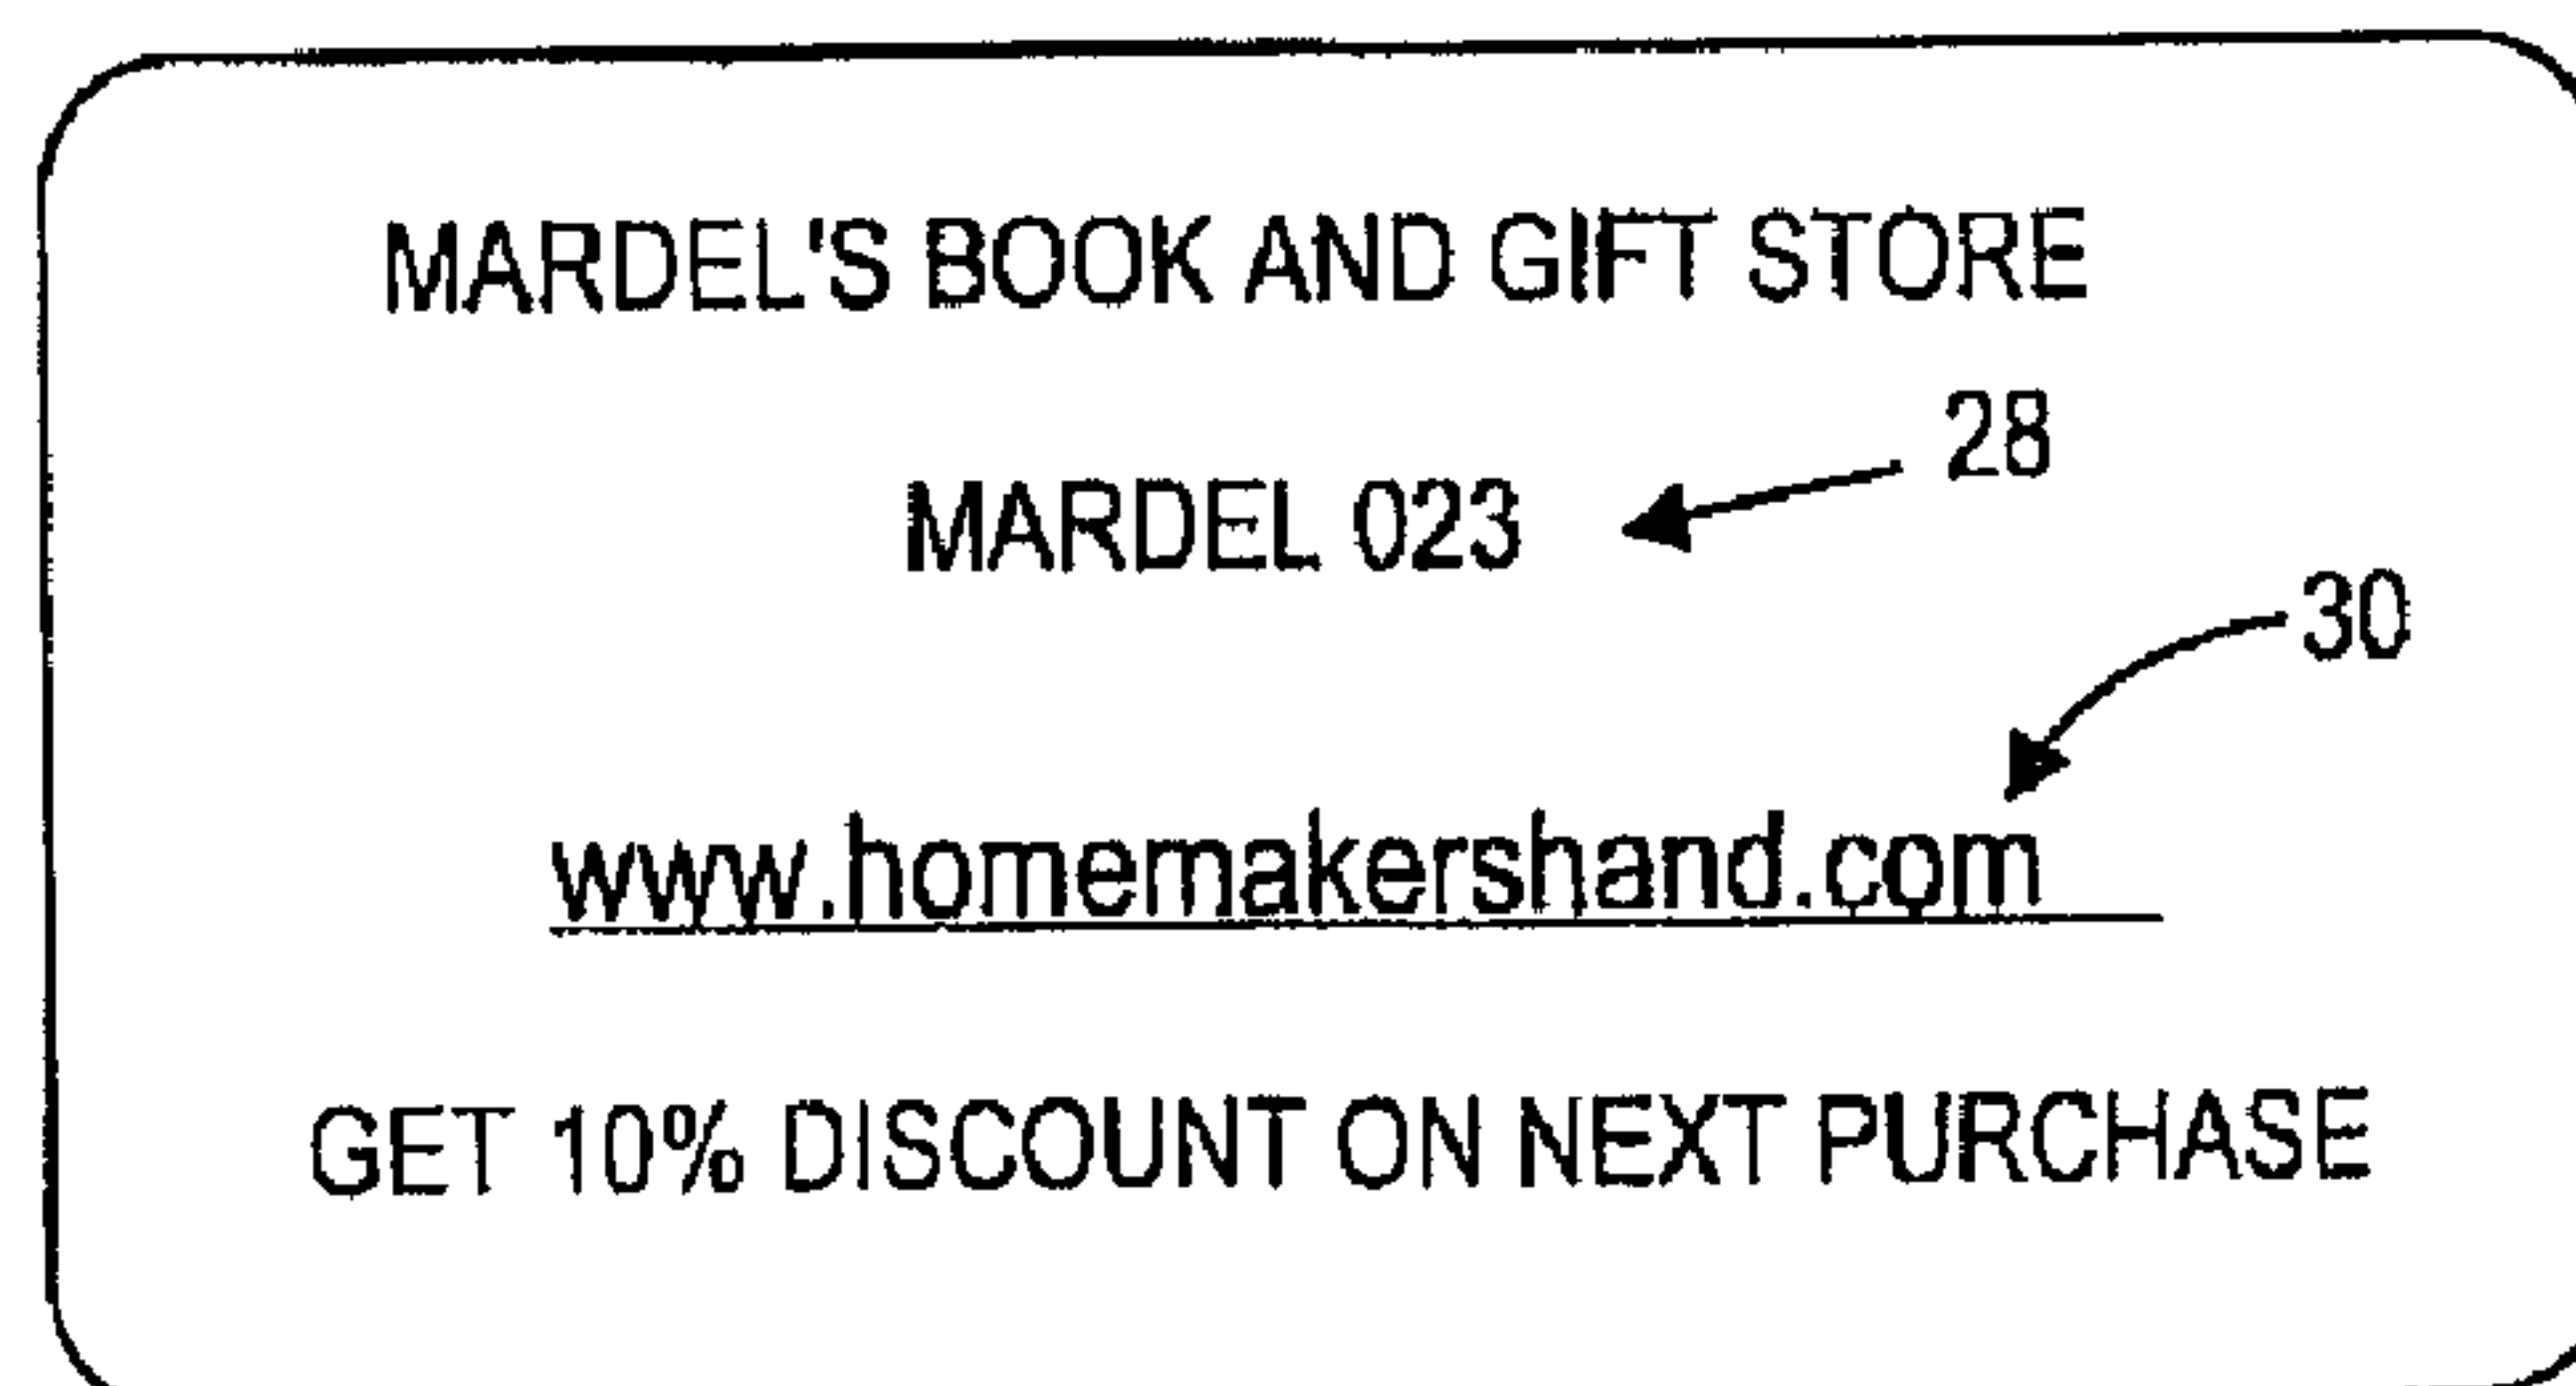 MARDEL'S BOOK AND GIFT STORE
28
MARDEL 023
30
www.homemakershand.com
GET 10% DISCOUNT ON NEXT PURCHASE